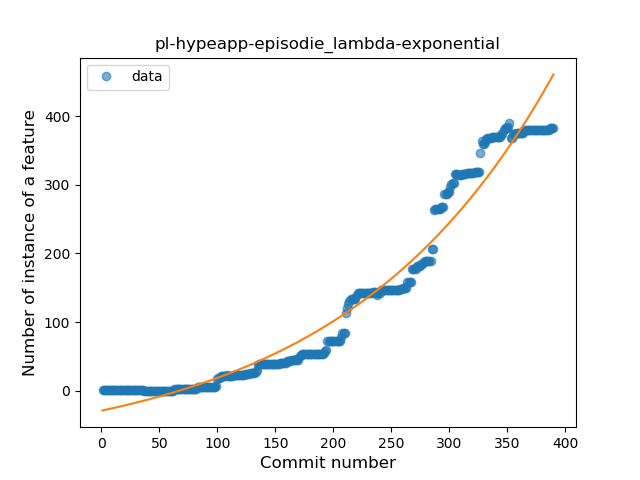 pl-hypeapp-episodie_lambda-exponential
data
Number of instance of a feature
400
300
200
100
0
0 50 100 150 200 250 300 350 400
Commit number